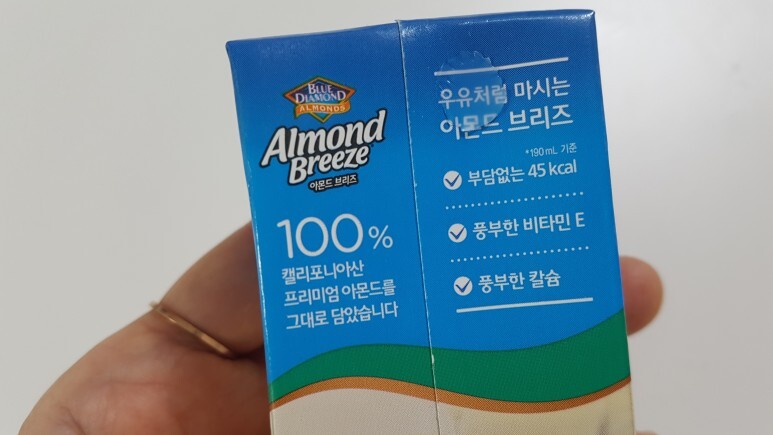 BLUE
DIAMOND
ALMONDS
Almond
Breeze
아몬드 브리즈
100%
캘리포니아산
프리미엄 아몬드를
그대로 담았습니다
우유처럼 마시는
아몬드 브리즈
*190mL 기준
부담없는 45 kcal
풍부한 비타민 E
풍부한 칼슘